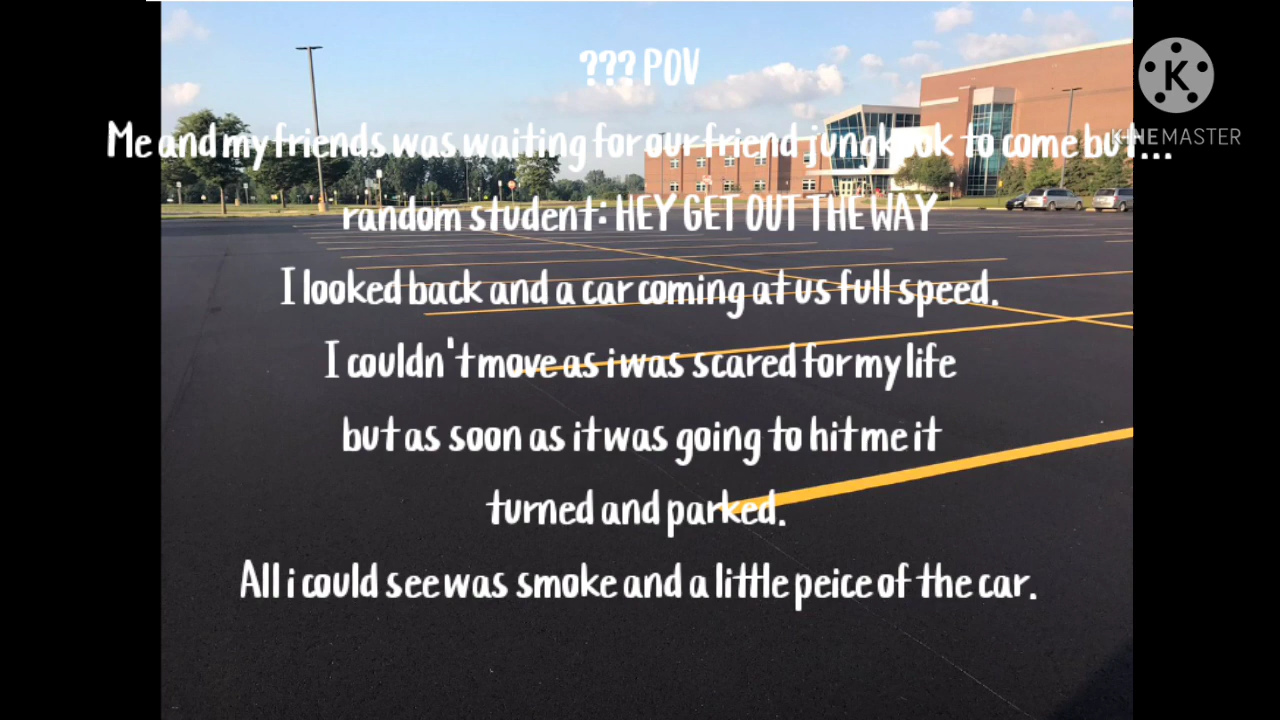 ??? POV
Me and my friends was waiting for our friend jungkook to come but...
KINEMASTER
random student: HEY GET OUT THE WAY
I looked back and a car coming at us full speed.
I couldn't move as i was scared for my life
but as soon as it was going to hit me it
turned and parked.
All i could see was smoke and a little peice of the car.